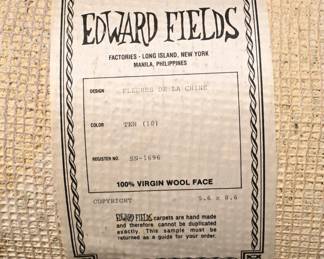 EDWARD FIELDS
FACTORIES - LONG ISLAND, NEW YORK
MANILA, PHILIPPINES
DESIGN FLEURES DE LA CHINE
COLOR TEN (10)
REGISTER NO. SN-1696
100% VIRGIN WOOL FACE
COPYRIGHT 5.6 x 8.6
EDWARD FIELDS carpets are hand made
and therefore cannot be duplicated
exactly. This sample must be
returned as a guide for your order.